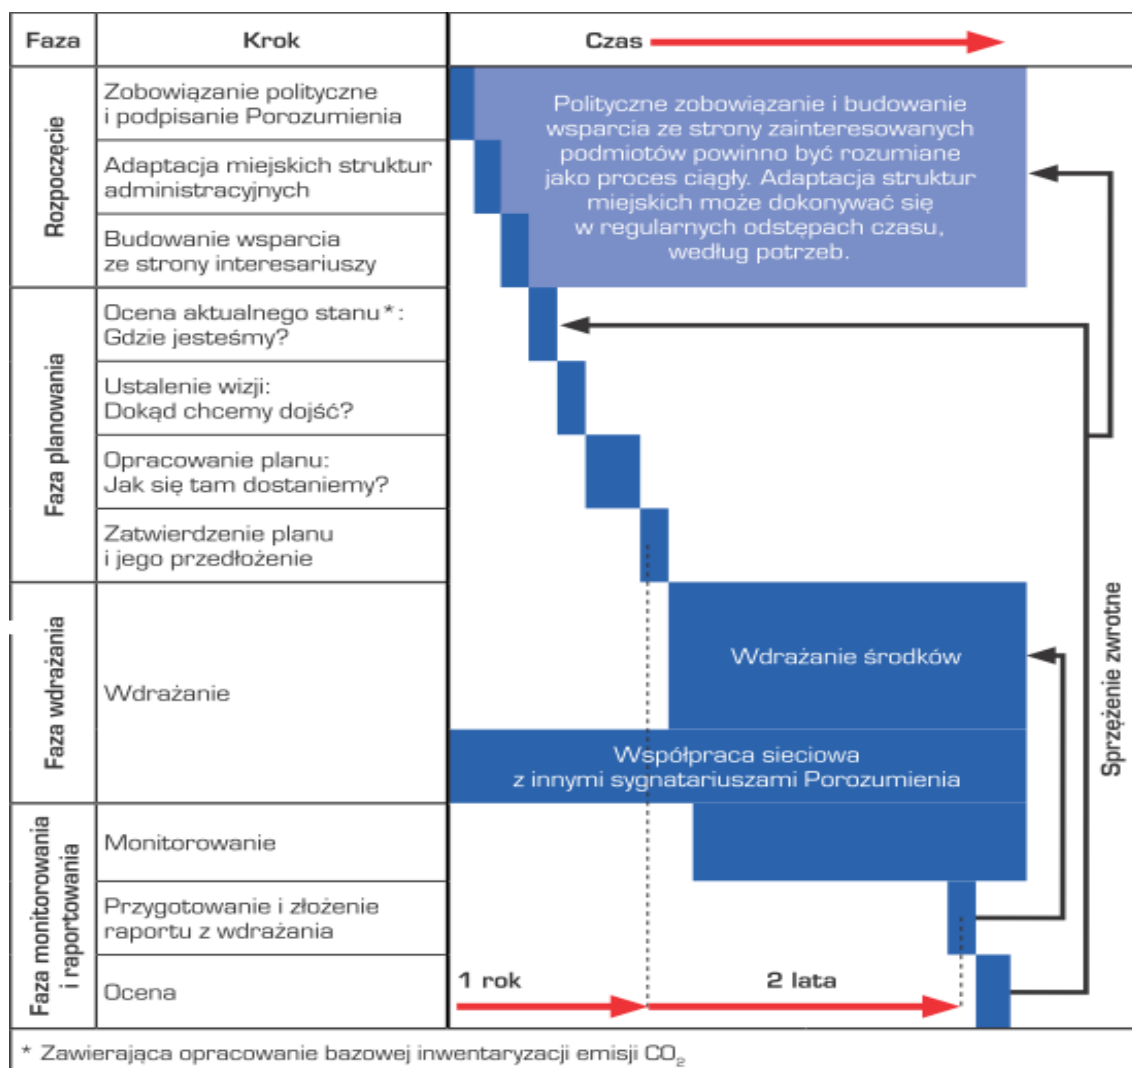 Faza
Krok
Czas
Rozpoczęcie
Zobowiązanie polityczne
i podpisanie Porozumienia
Adaptacja miejskich struktur
administracyjnych
Budowanie wsparcia
ze strony interesariuszy
Polityczne zobowiązanie i budowanie
wsparcia ze strony zainteresowanych
podmiotów powinno być rozumiane
jako proces ciągły. Adaptacja struktur
miejskich może dokonywać się
w regularnych odstępach czasu,
według potrzeb.
Faza planowania
Ocena aktualnego stanu*:
Gdzie jesteśmy?
Ustalenie wizji:
Dokąd chcemy dojść?
Opracowanie planu:
Jak się tam dostaniemy?
Zatwierdzenie planu
i jego przedłożenie
Faza wdrażania
Wdrażanie
Wdrażanie środków
Współpraca sieciowa
z innymi sygnatariuszami Porozumienia
Sprzężenie zwrotne
Faza monitorowania
i raportowania
Monitorowanie
Przygotowanie i złożenie
raportu z wdrażania
Ocena
1 rok
2 lata
* Zawierająca opracowanie bazowej inwentaryzacji emisji CO₂